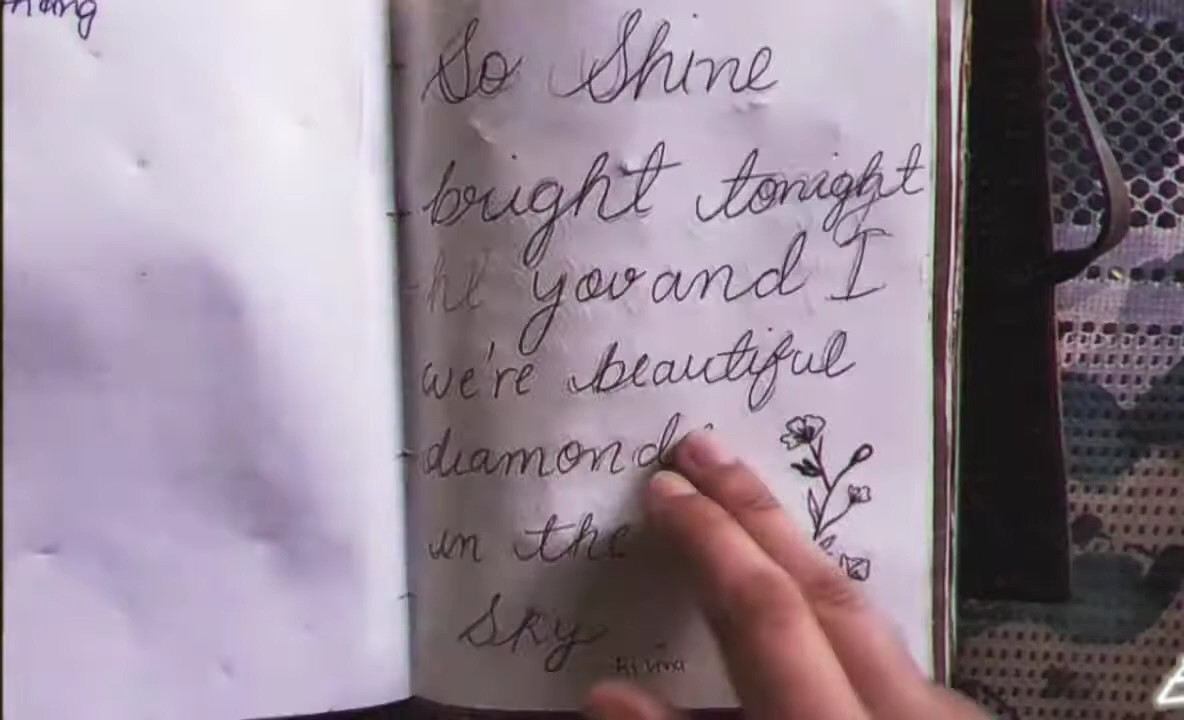 So Shine
bright tonight
you and I
we're beautiful
diamond
in the
Sky